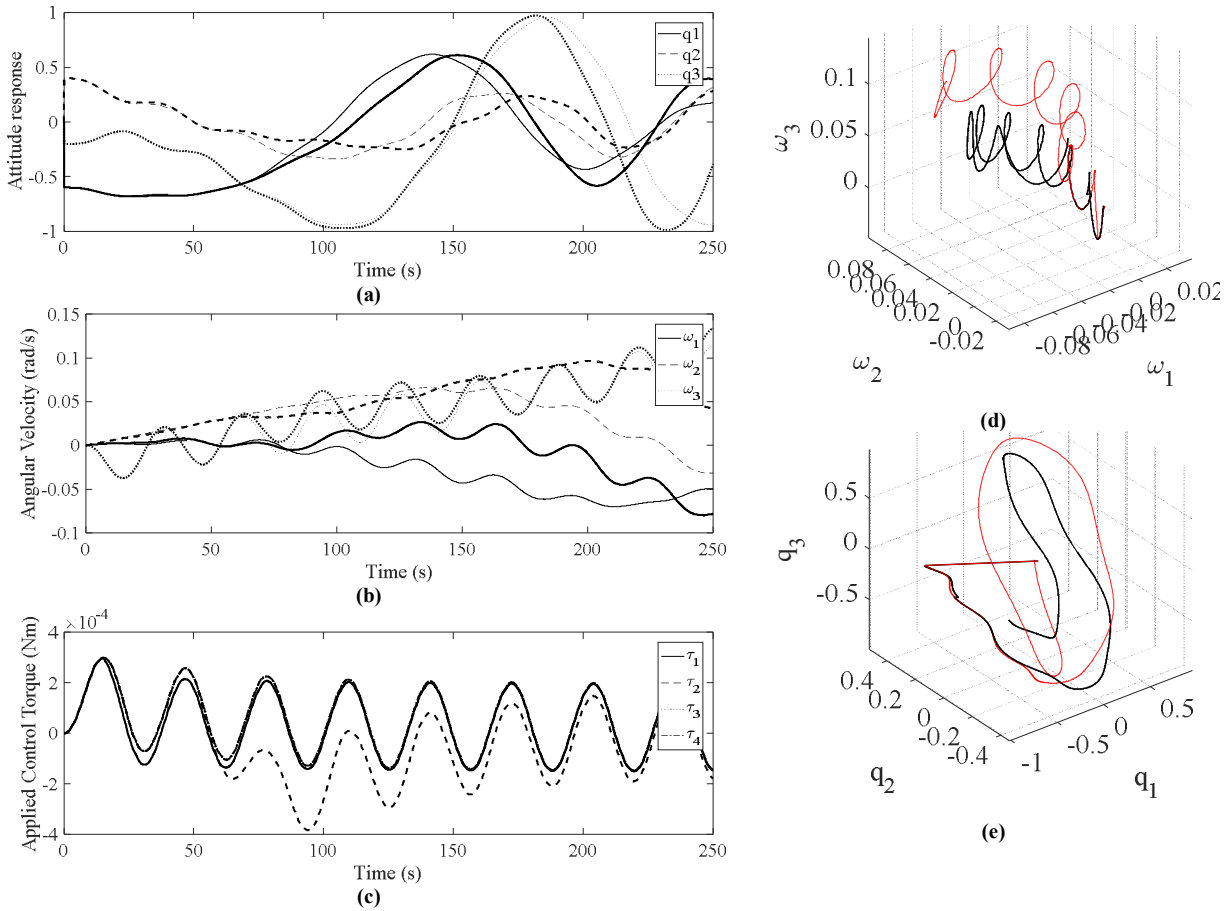 Attitude response
1
0.5
0
-0.5
-1
q1
q2
q3
0 50 100 150 200 250
Time (s)
(a)
Angular Velocity (rad/s)
0.15
0.1
0.05
0
-0.05
-0.1
ω1
ω2
ω3
0 50 100 150 200 250
Time (s)
(b)
Applied Control Torque (Nm)
×10^-4
4
2
0
-2
-4
τ1
τ2
τ3
τ4
0 50 100 150 200 250
Time (s)
(c)
ω3
0.1
0.05
0
0.08
0.06
0.04
0.02
0
-0.02
ω2
-0.08
-0.06
-0.04
-0.02
0
0.02
ω1
(d)
q3
0.5
0
-0.5
0.4
0.2
0
-0.2
-0.4
q2
-1
-0.5
0
0.5
q1
(e)